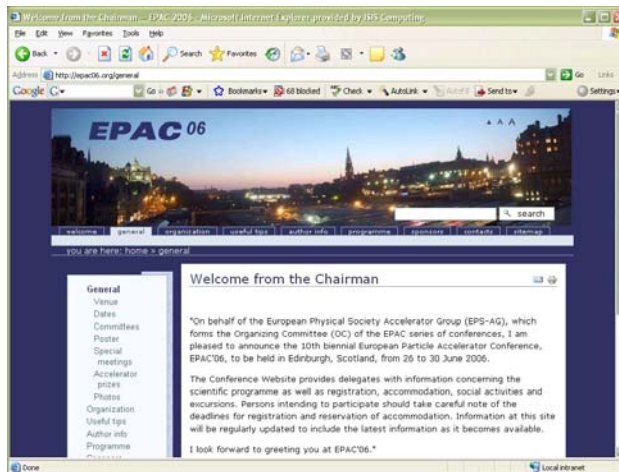 Welcome from the Chairman — EPAC 2006 - Microsoft Internet Explorer provided by ISIS Computing
File Edit View Favorites Tools Help
Back Search Favorites
Address http://epac06.org/general Go Links
Google G Go Bookmarks 68 blocked Check AutoLink AutoFill Send to Settings
EPAC 06
A A A
search
welcome general organization useful tips author info programme sponsors contacts sitemap
you are here: home > general
General
Venue
Dates
Committees
Poster
Special
meetings
Accelerator
prizes
Photos
Organization
Useful tips
Author info
Programme
Welcome from the Chairman
"On behalf of the European Physical Society Accelerator Group (EPS-AG), which
forms the Organizing Committee (OC) of the EPAC series of conferences, I am
pleased to announce the 10th biennial European Particle Accelerator Conference,
EPAC'06, to be held in Edinburgh, Scotland, from 26 to 30 June 2006.
The Conference Website provides delegates with information concerning the
scientific programme as well as registration, accommodation, social activities and
excursions. Persons intending to participate should take careful note of the
deadlines for registration and reservation of accommodation. Information at this site
will be regularly updated to include the latest information as it becomes available.
I look forward to greeting you at EPAC'06."
Done Local intranet